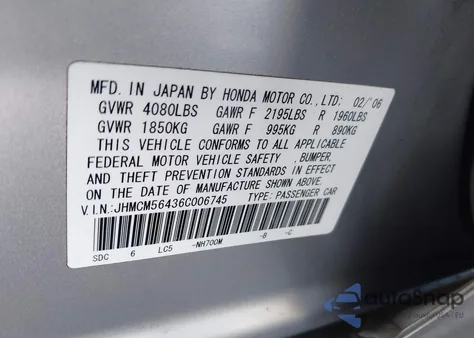 MFD. IN JAPAN BY HONDA MOTOR CO., LTD: 02/'06
GVWR 4080LBS GAWR F 2195LBS R 1960LBS
GVWR 1850KG GAWR F 995KG R 890KG
THIS VEHICLE CONFORMS TO ALL APPLICABLE
FEDERAL MOTOR VEHICLE SAFETY , BUMPER,
AND THEFT PREVENTION STANDARDS IN EFFECT
ON THE DATE OF MANUFACTURE SHOWN ABOVE.
V.I.N.:JHMCM56436C006745 TYPE: PASSENGER CAR
SDC 6 LC5 -NH700M -B -C
AutoSnap